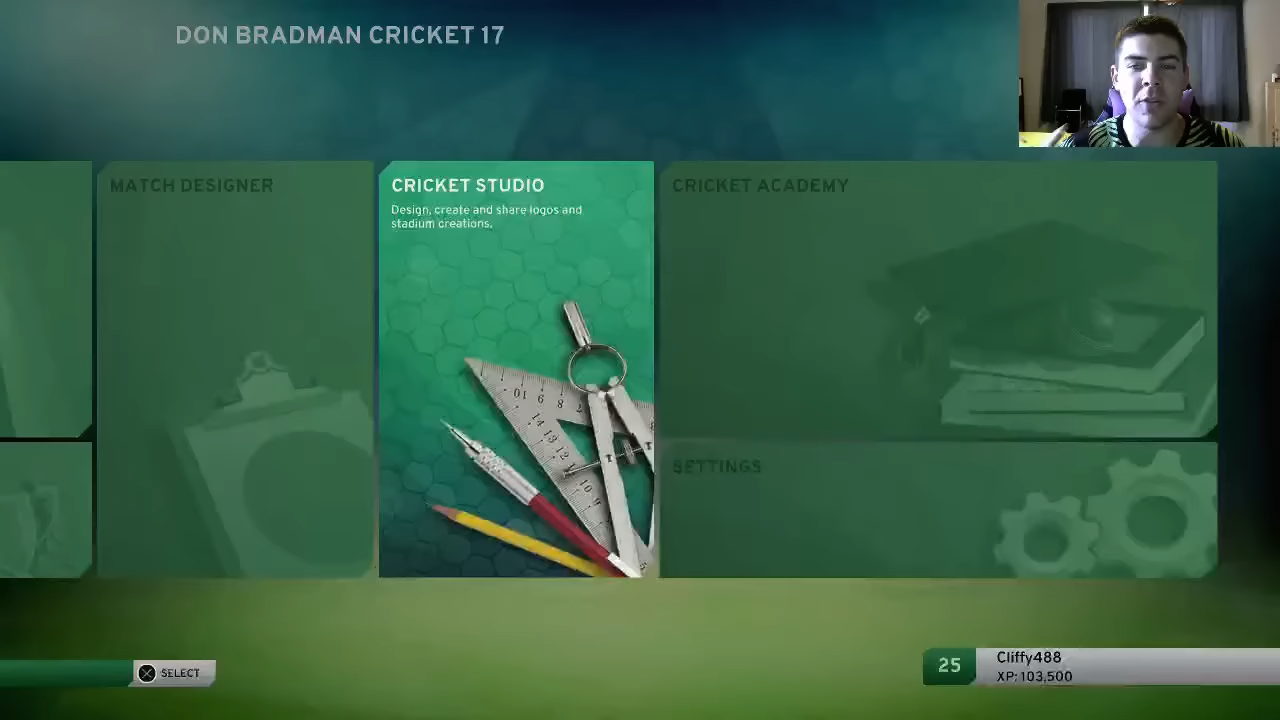 DON BRADMAN CRICKET 17
MATCH DESIGNER
CRICKET STUDIO
Design, create and share logos and
stadium creations.
CRICKET ACADEMY
SETTINGS
SELECT
25
Cliffy488
XP: 103,500